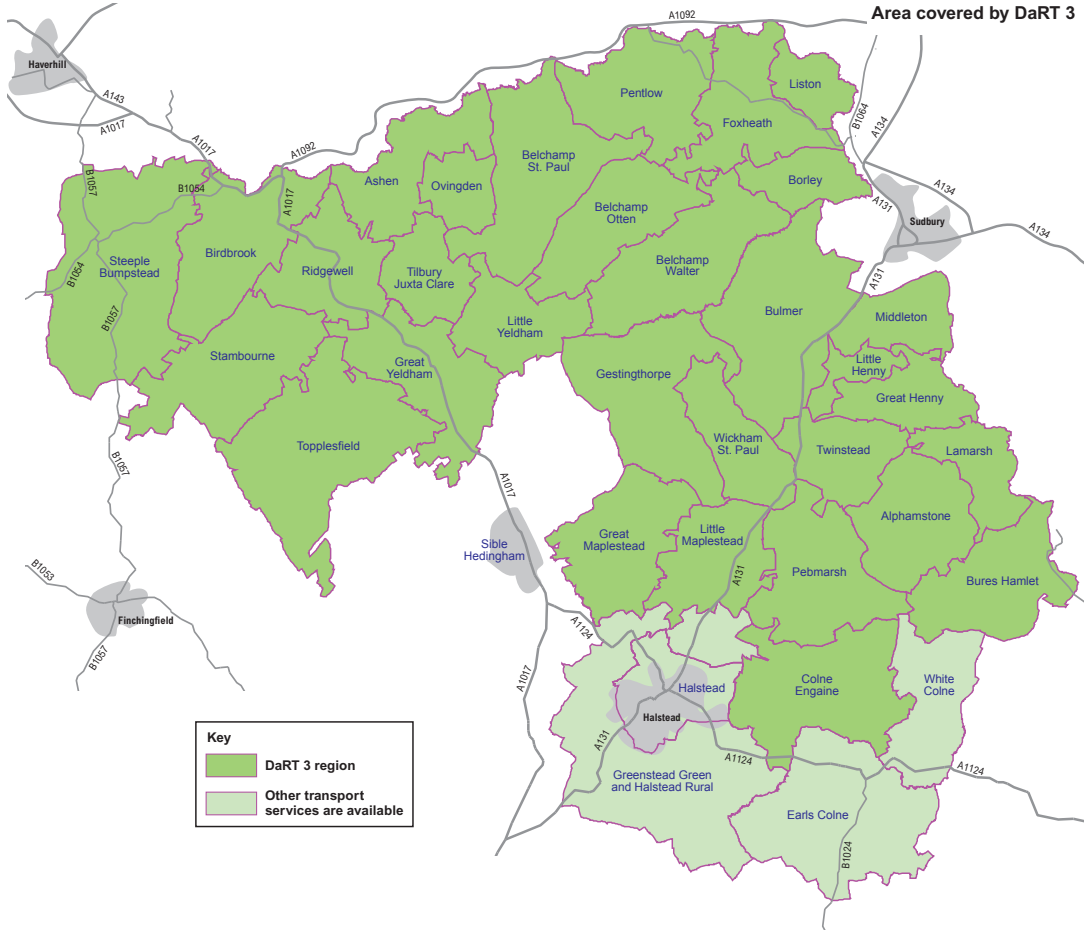 Area covered by DaRT 3
A1092
Haverhill
A143
A1017
A1017
A1092
B1057
B1054
A1017
Pentlow
Liston
Foxheath
B1064
A134
Belchamp
St. Paul
Ashen
Ovingden
Borley
A134
A131
Sudbury
A134
Belchamp
Otten
Steeple
Bumpstead
Birdbrook
Ridgewell
Tilbury
Juxta Clare
Belchamp
Walter
B1054
B1057
A131
Bulmer
Middleton
Little
Yeldham
Stambourne
Great
Yeldham
Gestingthorpe
Little
Henny
Great Henny
Topplesfield
Wickham
St. Paul
Twinstead
Lamarsh
B1057
A1017
Alphamstone
Sible
Hedingham
Great
Maplestead
Little
Maplestead
A131
Pebmarsh
Bures Hamlet
B1053
Finchingfield
B1057
A1124
A1017
Halstead
Halstead
Colne
Engaine
White
Colne
A131
A1124
A1124
Greenstead Green
and Halstead Rural
Earls Colne
B1024
Key
DaRT 3 region
Other transport
services are available